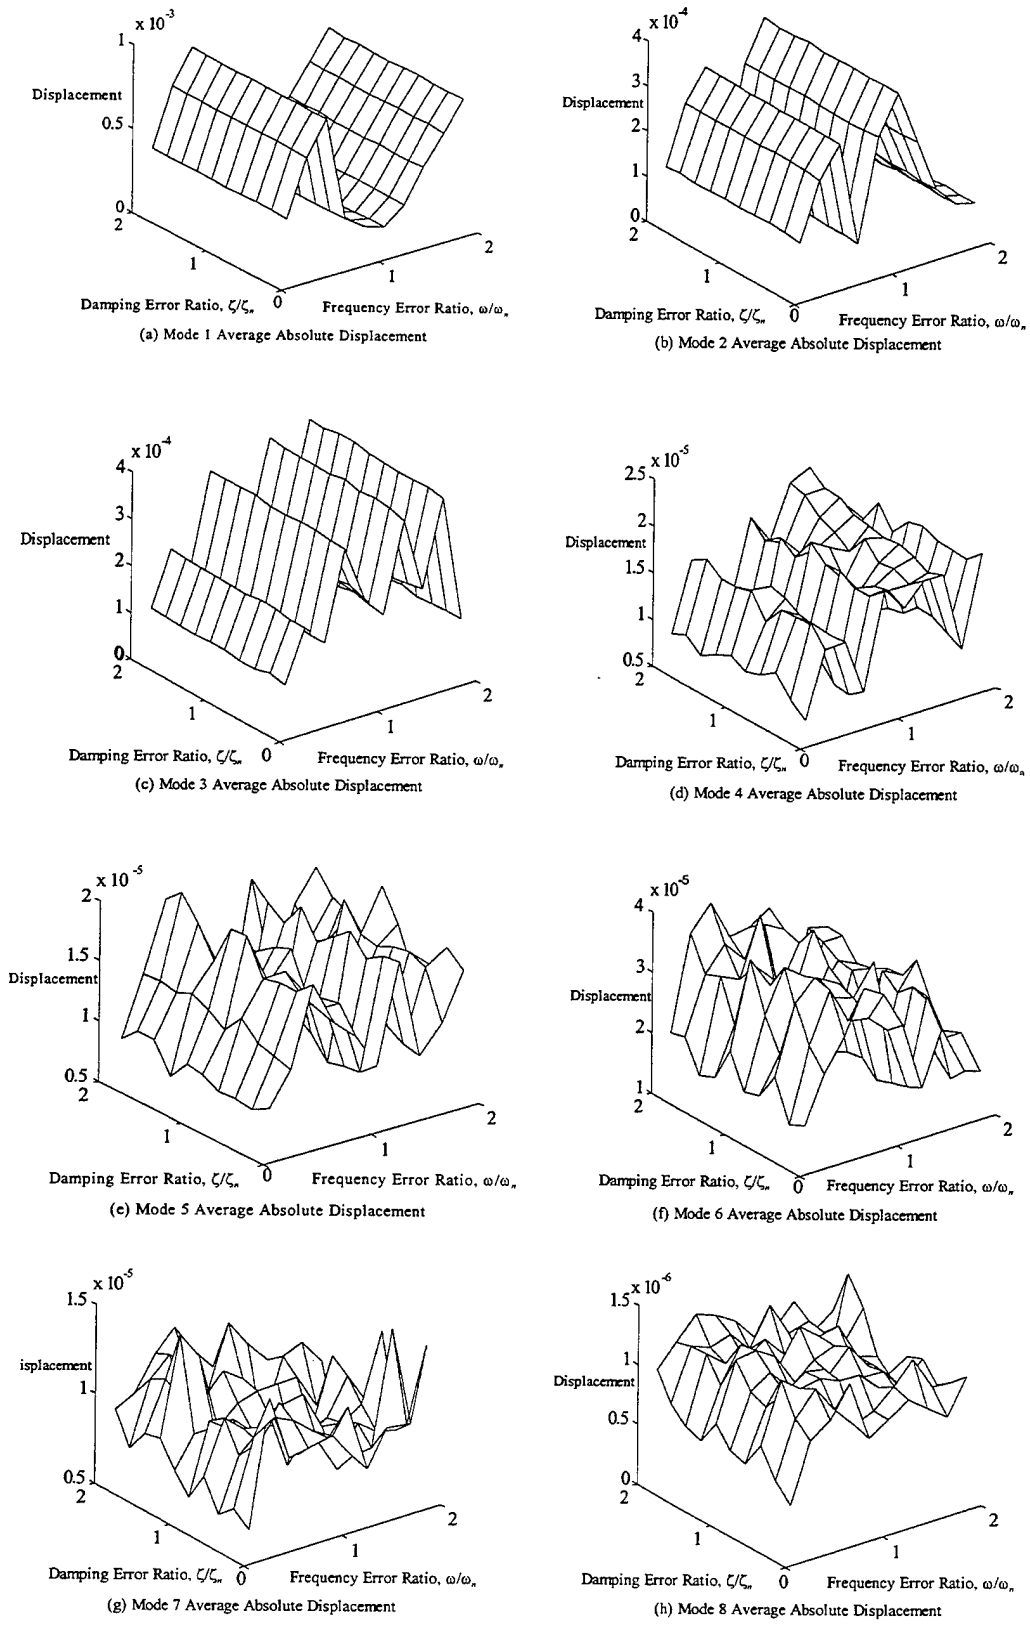 x 10⁻³
1
Displacement
0.5
0
2
1
0
1
2
Damping Error Ratio, ζ/ζₙ
Frequency Error Ratio, ω/ωₙ
(a) Mode 1 Average Absolute Displacement
x 10⁻⁴
4
3
Displacement
2
1
0
2
1
0
1
2
Damping Error Ratio, ζ/ζₙ
Frequency Error Ratio, ω/ωₙ
(b) Mode 2 Average Absolute Displacement
x 10⁻⁴
4
3
Displacement
2
1
0
2
1
0
1
2
Damping Error Ratio, ζ/ζₙ
Frequency Error Ratio, ω/ωₙ
(c) Mode 3 Average Absolute Displacement
x 10⁻⁵
2.5
2
Displacement
1.5
1
0.5
2
1
0
1
2
Damping Error Ratio, ζ/ζₙ
Frequency Error Ratio, ω/ωₙ
(d) Mode 4 Average Absolute Displacement
x 10⁻⁵
2
1.5
Displacement
1
0.5
2
1
0
1
2
Damping Error Ratio, ζ/ζₙ
Frequency Error Ratio, ω/ωₙ
(e) Mode 5 Average Absolute Displacement
x 10⁻⁵
4
3
Displacement
2
1
2
1
0
1
2
Damping Error Ratio, ζ/ζₙ
Frequency Error Ratio, ω/ωₙ
(f) Mode 6 Average Absolute Displacement
x 10⁻⁵
1.5
isplacement
1
0.5
2
1
0
1
2
Damping Error Ratio, ζ/ζₙ
Frequency Error Ratio, ω/ωₙ
(g) Mode 7 Average Absolute Displacement
x 10⁻⁶
1.5
1
Displacement
0.5
0
2
1
0
1
2
Damping Error Ratio, ζ/ζₙ
Frequency Error Ratio, ω/ωₙ
(h) Mode 8 Average Absolute Displacement